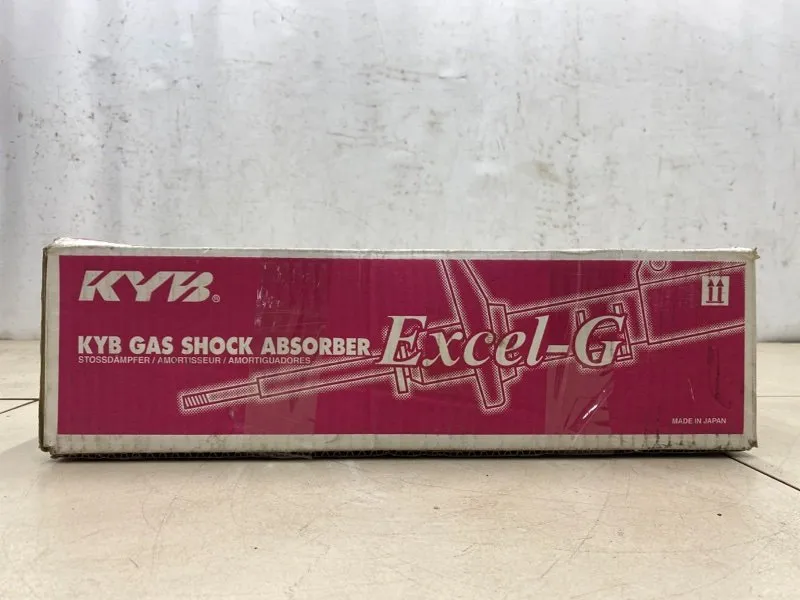 KYB®
KYB GAS SHOCK ABSORBER
STOSSDÄMPFER / AMORTISSEUR / AMORTIGUADORES
Excel-G
MADE IN JAPAN